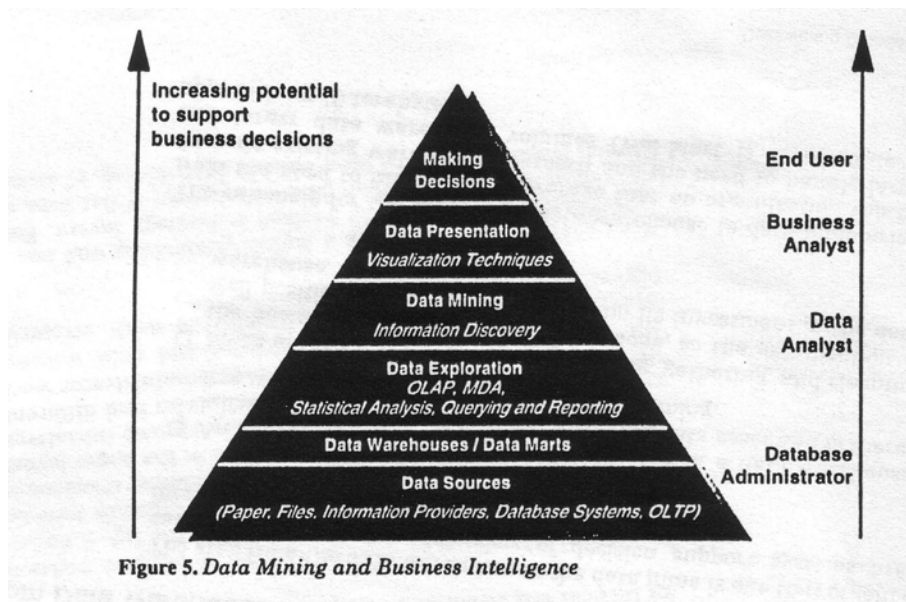 Increasing potential
to support
business decisions
Making
Decisions
End User
Data Presentation
Visualization Techniques
Business
Analyst
Data Mining
Information Discovery
Data
Analyst
Data Exploration
OLAP, MDA,
Statistical Analysis, Querying and Reporting
Data Warehouses / Data Marts
Database
Administrator
Data Sources
(Paper, Files, Information Providers, Database Systems, OLTP)
Figure 5. Data Mining and Business Intelligence